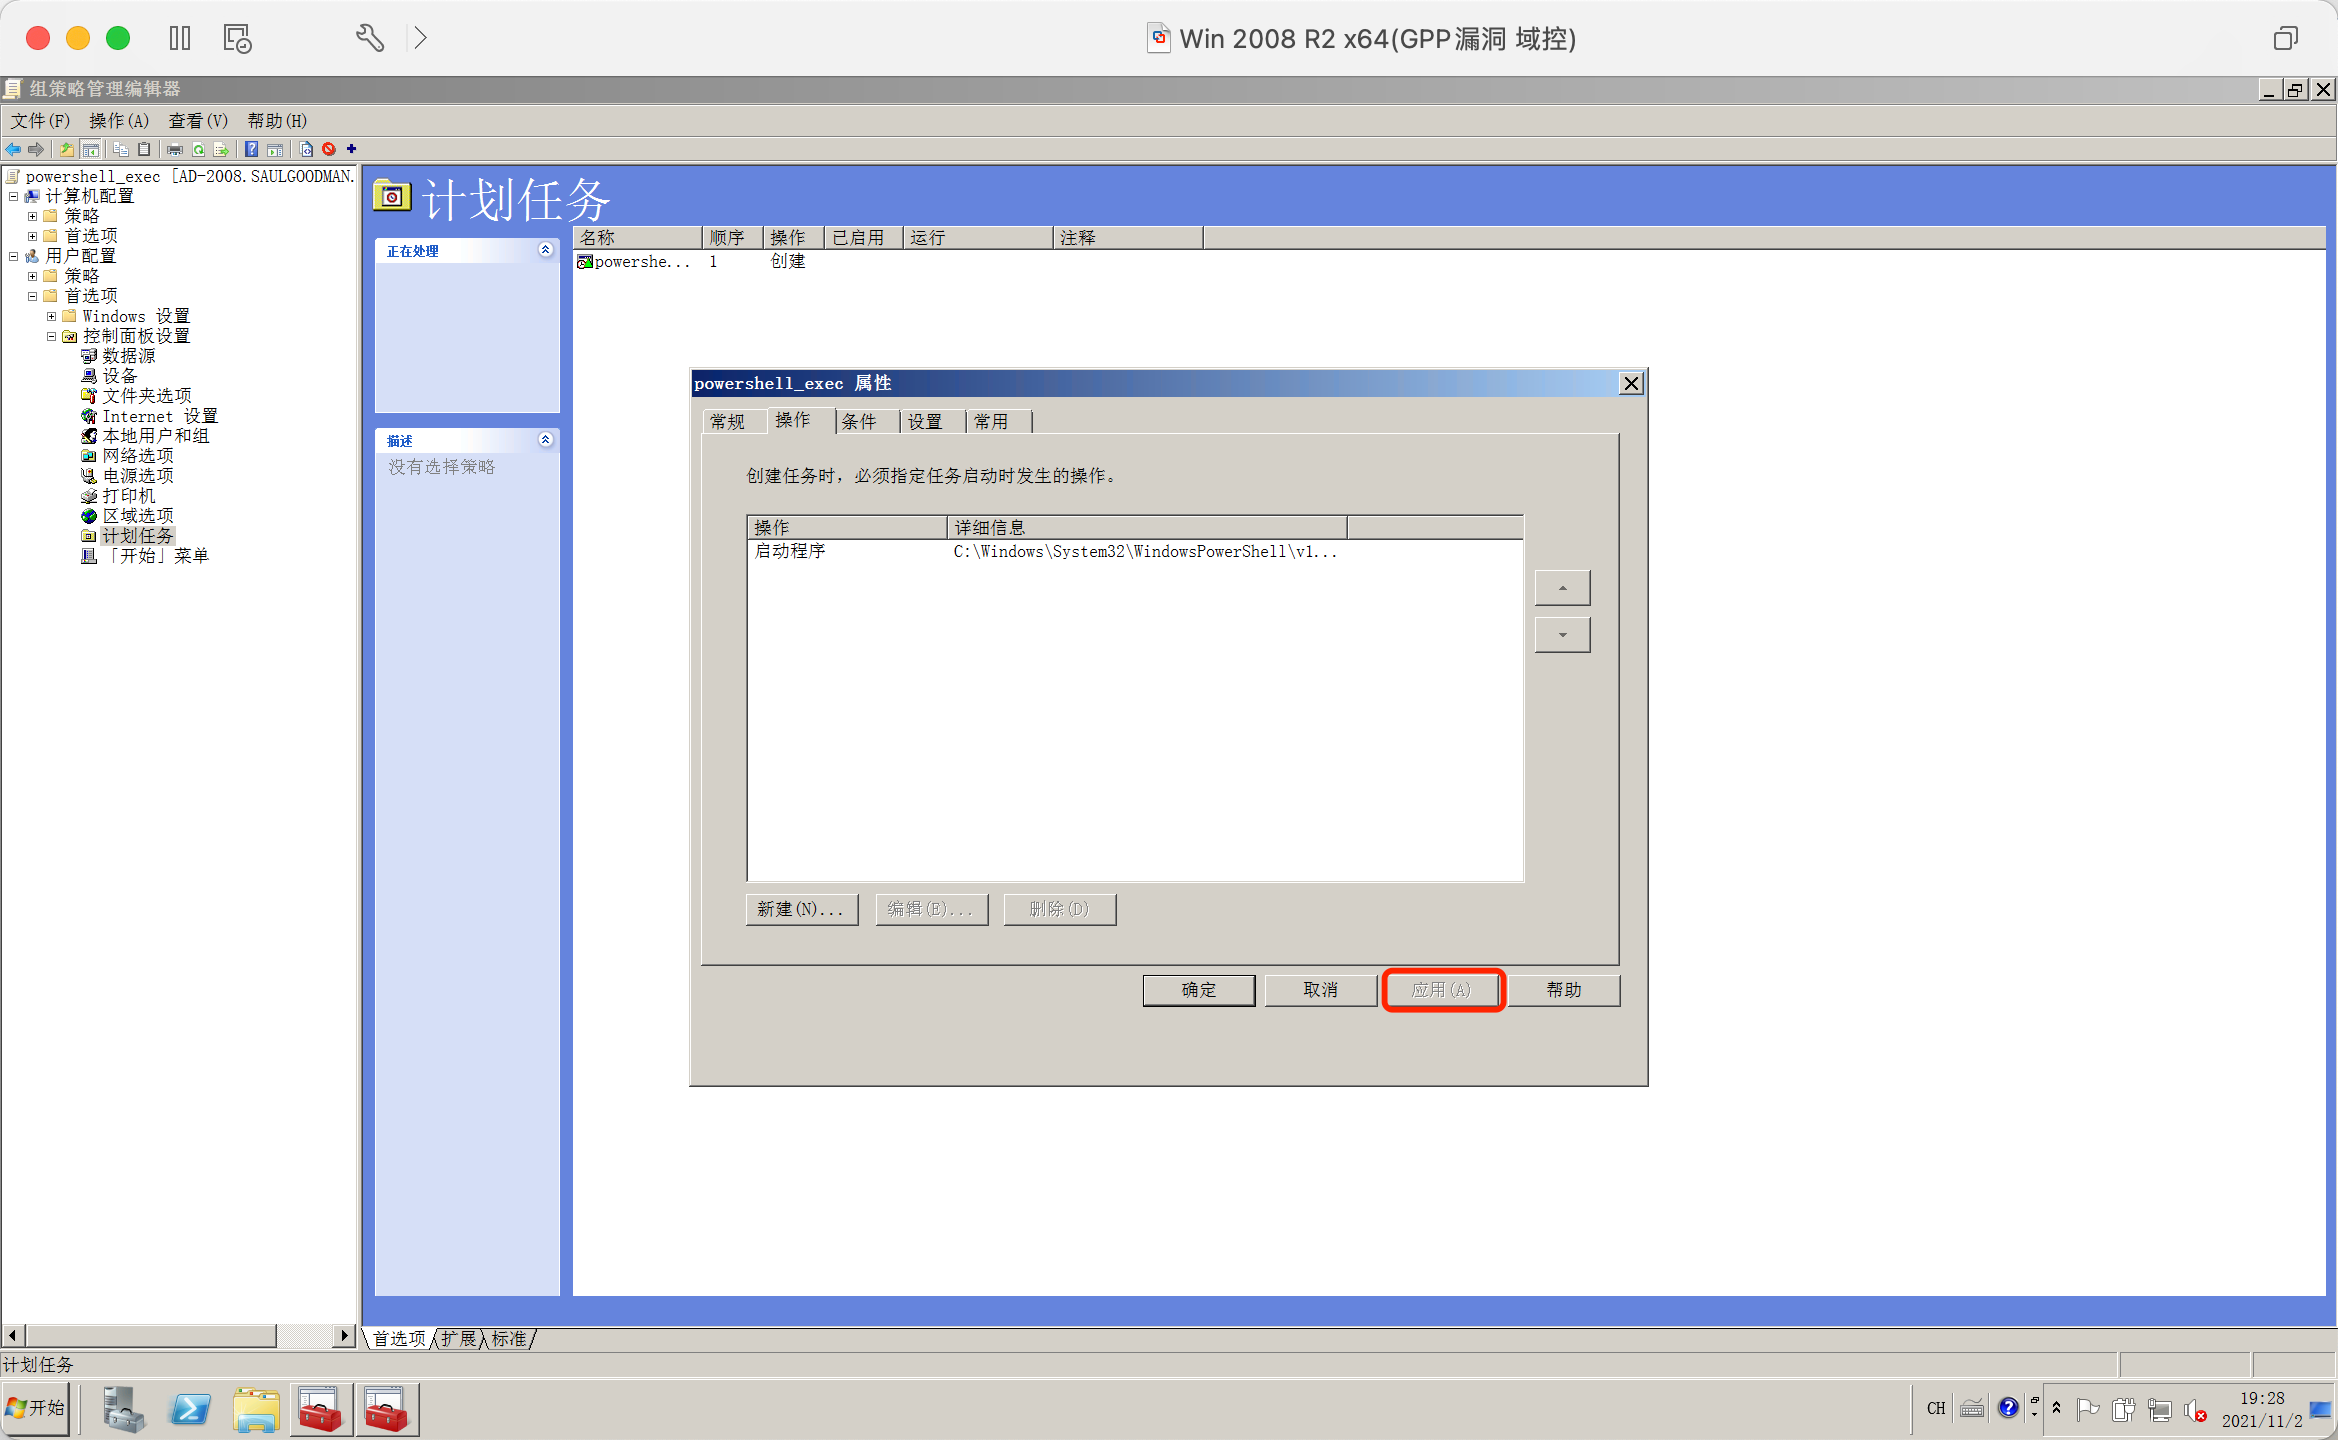 Win 2008 R2 x64(GPP漏洞 域控)
组策略管理编辑器
文件(F) 操作(A) 查看(V) 帮助(H)
powershell_exec [AD-2008.SAULGOODMAN.
计算机配置
策略
首选项
用户配置
策略
首选项
Windows 设置
控制面板设置
数据源
设备
文件夹选项
Internet 设置
本地用户和组
网络选项
电源选项
打印机
区域选项
计划任务
「开始」菜单
计划任务
正在处理
描述
没有选择策略
名称 顺序 操作 已启用 运行 注释
powershe... 1 创建
powershell_exec 属性
常规 操作 条件 设置 常用
创建任务时，必须指定任务启动时发生的操作。
操作 详细信息
启动程序 C:\Windows\System32\WindowsPowerShell\v1...
新建(N)... 编辑(E)... 删除(D)
确定 取消 应用(A) 帮助
首选项 扩展 标准
计划任务
开始
CH
19:28
2021/11/2